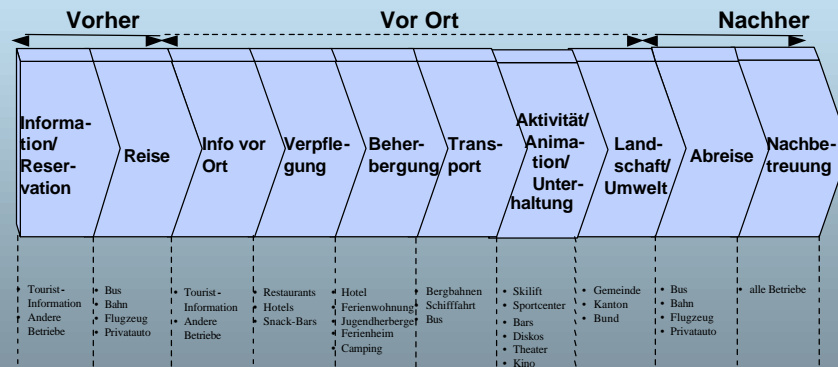 Vorher
Vor Ort
Nachher
Informa-
tion/
Reser-
vation
Reise
Info vor
Ort
Verpfle-
gung
Beher-
bergung
Trans-
port
Aktivität/
Anima-
tion/
Unter-
haltung
Land-
schaft/
Umwelt
Abreise
Nachbe-
treuung
• Tourist-
Information
• Andere
Betriebe
• Bus
• Bahn
• Flugzeug
• Privatauto
• Tourist-
Information
• Andere
Betriebe
• Restaurants
• Hotels
• Snack-Bars
• Hotel
• Ferienwohnung
• Jugendherberge
• Ferienheim
• Camping
• Bergbahnen
• Schifffahrt
• Bus
• Skilift
• Sportcenter
• Bars
• Diskos
• Theater
• Kino
• Gemeinde
• Kanton
• Bund
• Bus
• Bahn
• Flugzeug
• Privatauto
• alle Betriebe